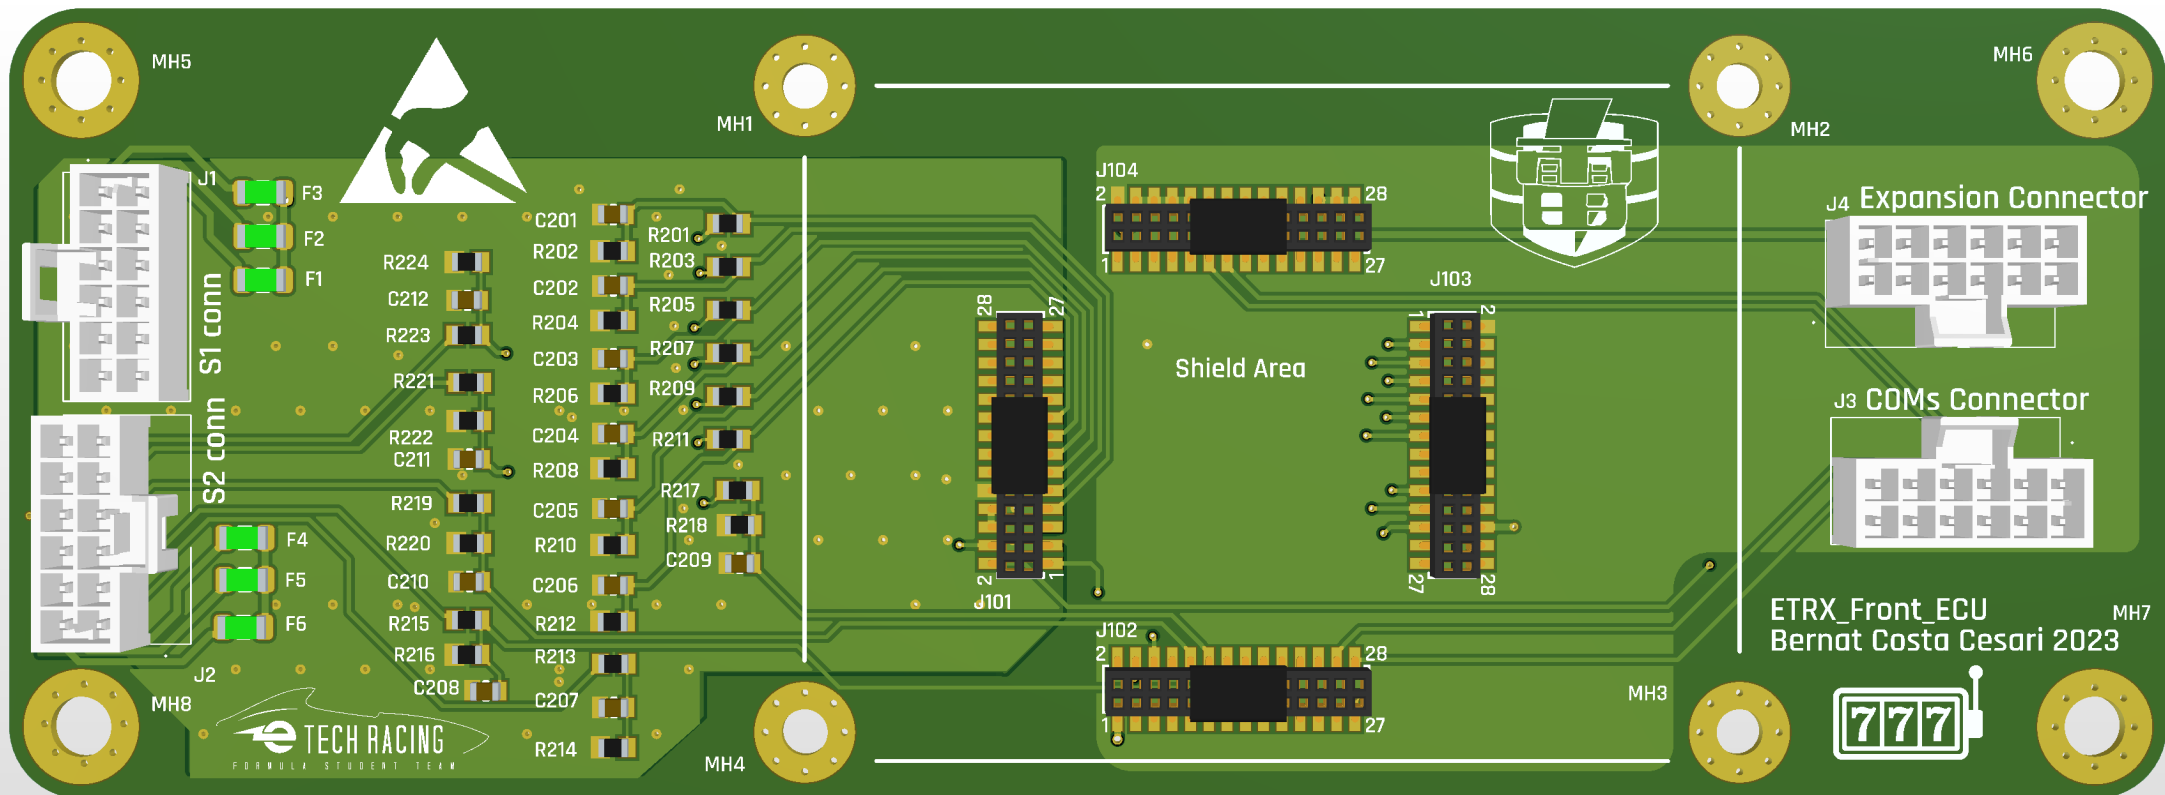 MH5
MH1
MH2
MH6
J1
F3
F2
F1
S1 conn
C201
R201
R202
R203
R224
C202
C212
R205
R204
R223
R207
C203
R221
R209
R206
R222
C204
R211
C211
R208
S2 conn
R217
R219
C205
R218
F4
R220
R210
C209
F5
C210
C206
F6
R215
R212
R216
R213
J2
C208
C207
R214
MH8
MH4
e TECH RACING
FORMULA STUDENT TEAM
J104
2
28
1
27
J103
1
2
27
28
28
27
2
1
J101
Shield Area
J102
2
28
1
27
MH3
J4 Expansion Connector
J3 COMs Connector
ETRX_Front_ECU
Bernat Costa Cesari 2023
MH7
777